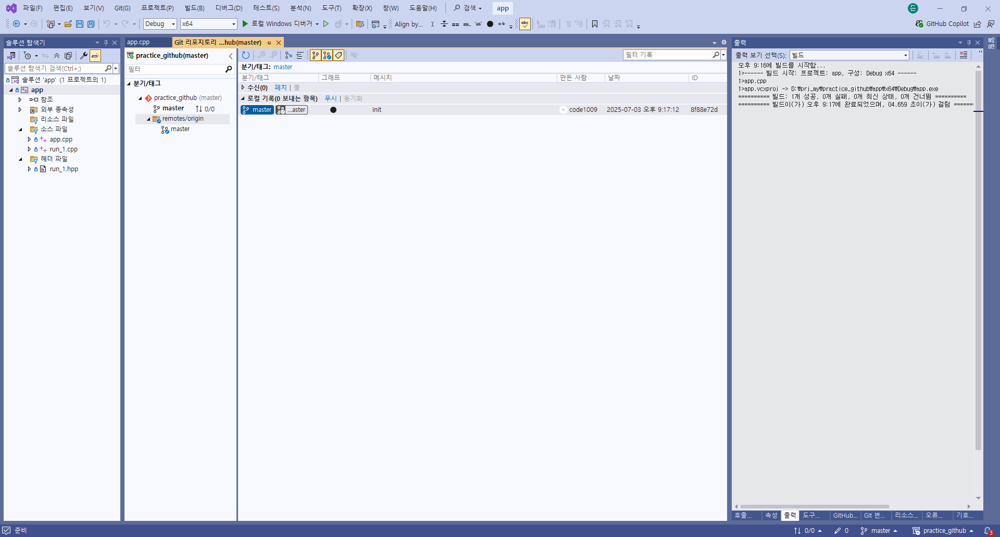 파일(F) 편집(E) 보기(V) Git(G) 프로젝트(P) 빌드(B) 디버그(D) 테스트(S) 분석(N) 도구(T) 확장(X) 창(W) 도움말(H) 검색 app
Debug x64 로컬 Windows 디버거 Align by... GitHub Copilot
솔루션 탐색기
솔루션 탐색기 검색(Ctrl+;)
솔루션 'app' (1 프로젝트의 1)
app
참조
외부 종속성
리소스 파일
소스 파일
app.cpp
run_1.cpp
헤더 파일
run_1.hpp
app.cpp Git 리포지토리 ...hub(master)
practice_github(master)
필터
분기/태그
practice_github (master)
master 0/0
remotes/origin
master
필터 기록
분기/태그: master
분기/태그 그래프 메시지 만든 사람 날짜 ID
수신(0) 페치 | 풀
로컬 기록(0 보내는 항목) 푸시 | 동기화
master ...aster init code1009 2025-07-03 오후 9:17:12 8f88e72d
출력
출력 보기 선택(S): 빌드
오후 9:16에 빌드를 시작함...
1>------ 빌드 시작: 프로젝트: app, 구성: Debug x64 ------
1>app.cpp
1>app.vcxproj -> D:₩prj_my₩practice_github₩app₩x64₩Debug₩app.exe
========== 빌드: 1개 성공, 0개 실패, 0개 최신 상태, 0개 건너뜀 ==========
========== 빌드이(가) 오후 9:17에 완료되었으며, 04.659 초이(가) 걸림 ======
호출... 속성 출력 도구... GitHub... Git 변... 리소스... 오류... 기호...
알림
준비 0/0 0 master practice_github 3